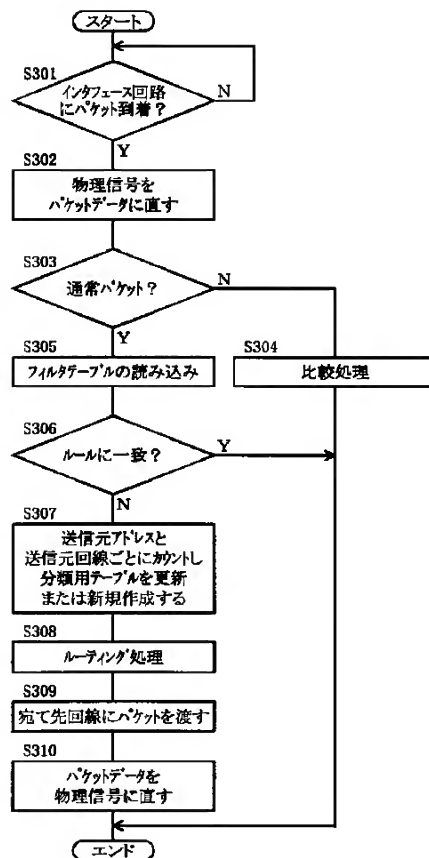 スタート
S301
インタフェース回路
にパケット到着？
N
Y
S302
物理信号を
パケットデータに直す
S303
通常パケット？
N
Y
S305
フィルタテーブルの読み込み
S304
比較処理
S306
ルールに一致？
Y
N
S307
送信元アドレスと
送信元回線ごとにカウントし
分類用テーブルを更新
または新規作成する
S308
ルーティング処理
S309
宛て先回線にパケットを渡す
S310
パケットデータを
物理信号に直す
エンド